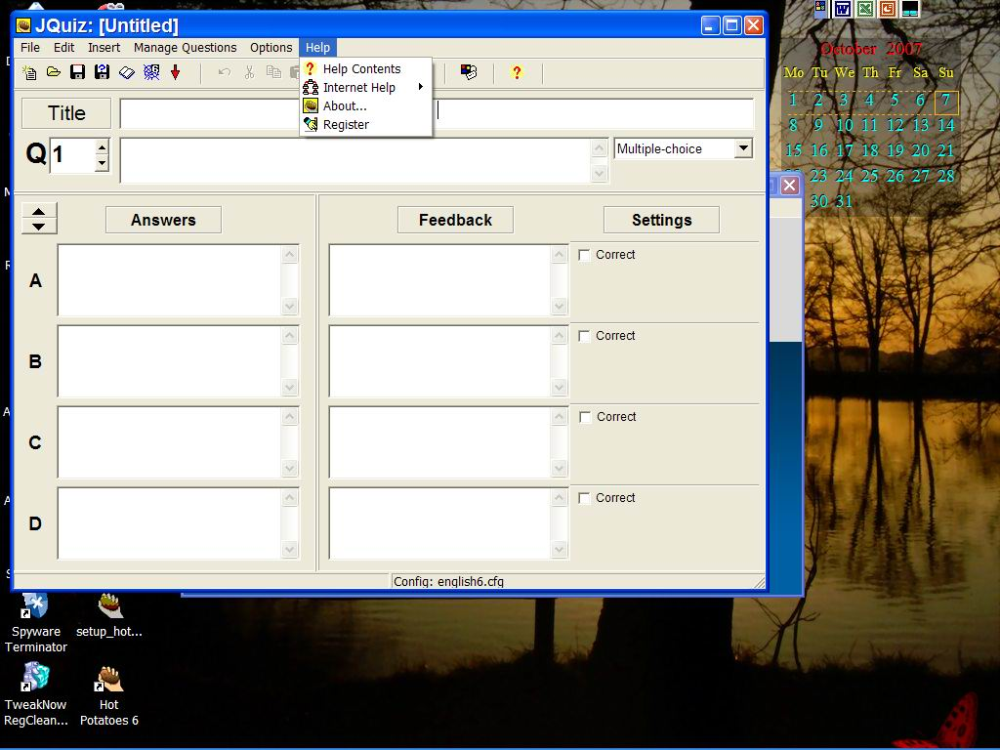 JQuiz: [Untitled]
File Edit Insert Manage Questions Options Help
Help Contents
Internet Help
About...
Register
Title
Q 1
Multiple-choice
Answers Feedback Settings
A Correct
B Correct
C Correct
D Correct
Config: english6.cfg
October 2007
Mo Tu We Th Fr Sa Su
1 2 3 4 5 6 7
8 9 10 11 12 13 14
15 16 17 18 19 20 21
23 24 25 26 27 28
30 31
Spyware
Terminator
setup_hot...
TweakNow
RegClean...
Hot
Potatoes 6